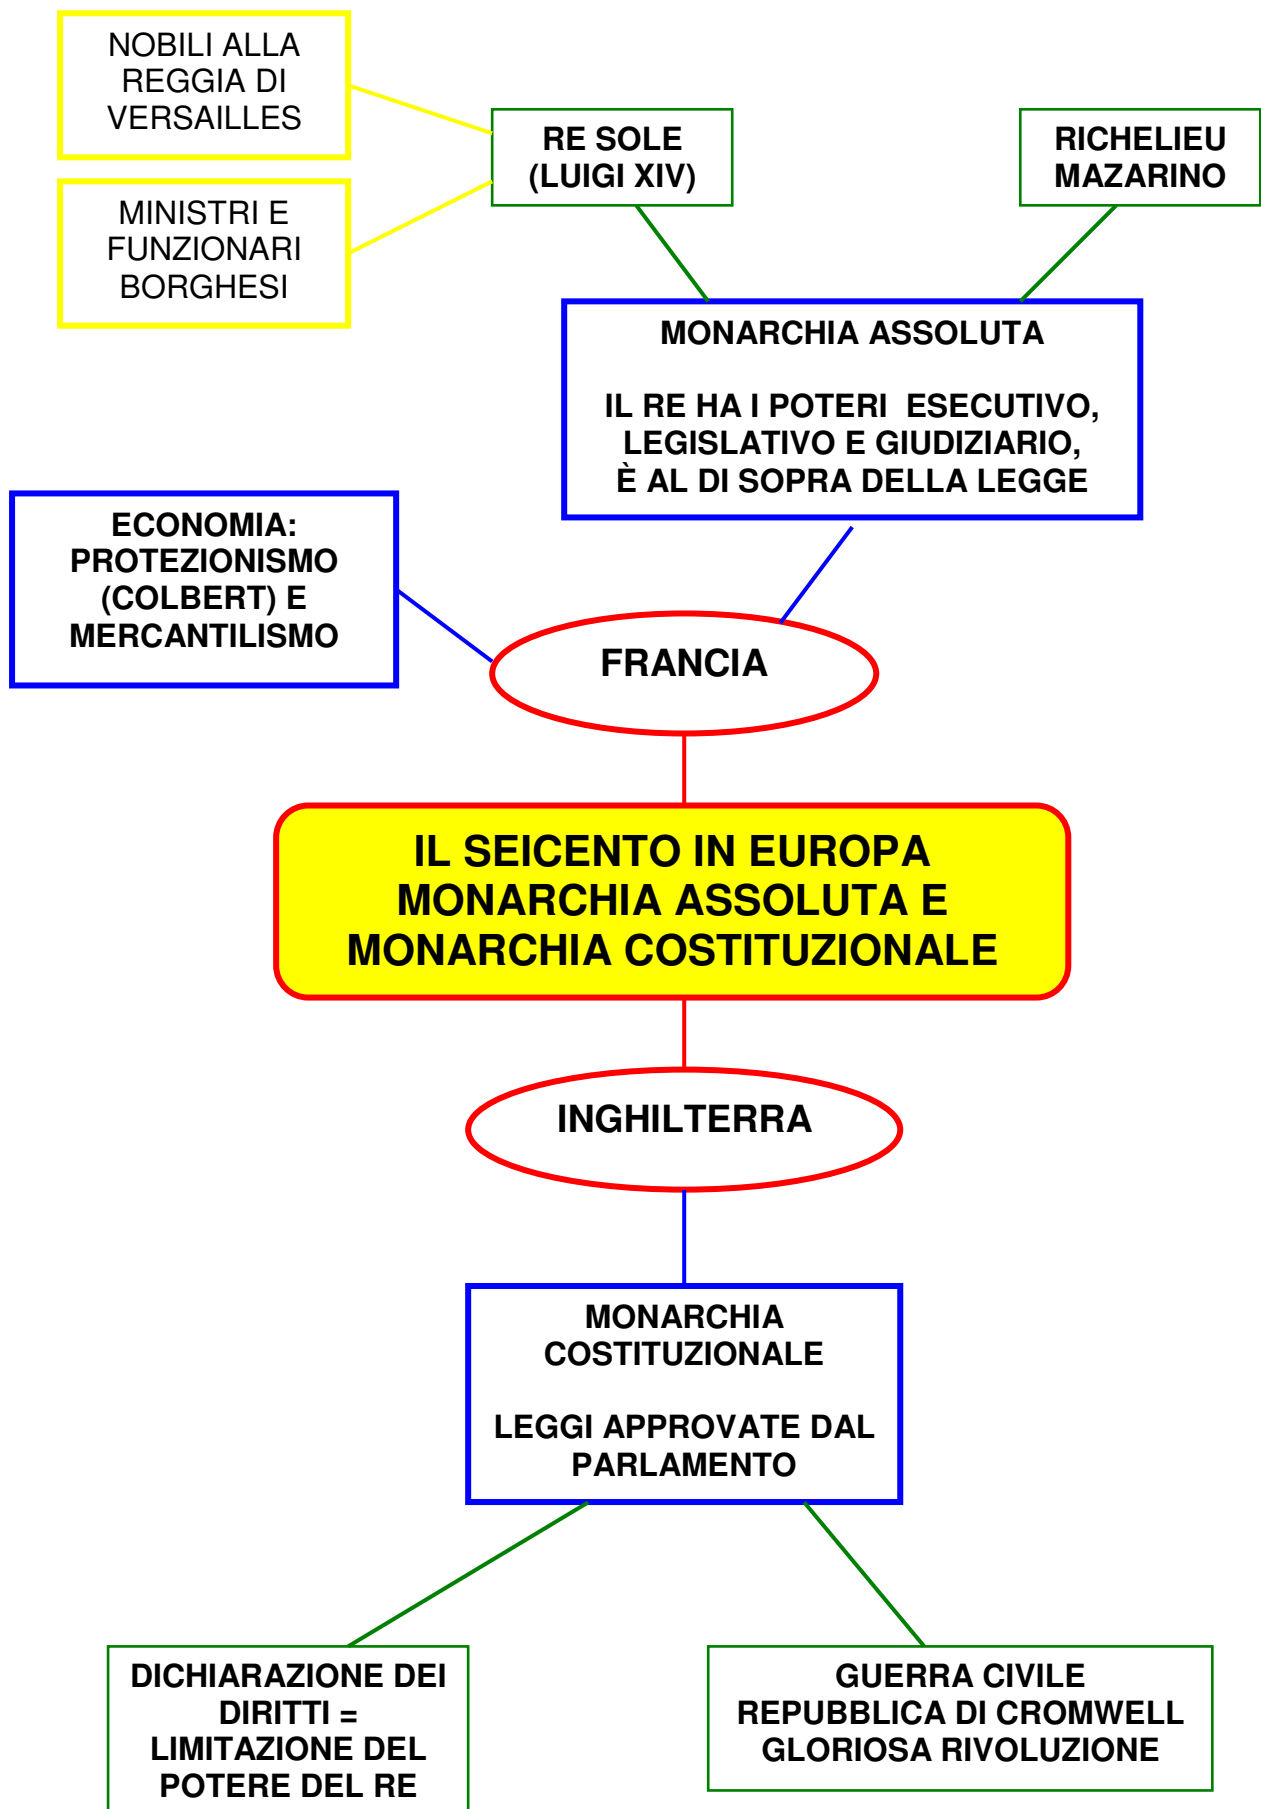 NOBILI ALLA
REGGIA DI
VERSAILLES
RE SOLE
(LUIGI XIV)
RICHELIEU
MAZARINO
MINISTRI E
FUNZIONARI
BORGHESI
MONARCHIA ASSOLUTA
IL RE HA I POTERI  ESECUTIVO,
LEGISLATIVO E GIUDIZIARIO,
È AL DI SOPRA DELLA LEGGE
ECONOMIA:
PROTEZIONISMO
(COLBERT) E
MERCANTILISMO
FRANCIA
IL SEICENTO IN EUROPA
MONARCHIA ASSOLUTA E
MONARCHIA COSTITUZIONALE
INGHILTERRA
MONARCHIA
COSTITUZIONALE
LEGGI APPROVATE DAL
PARLAMENTO
DICHIARAZIONE DEI
DIRITTI =
LIMITAZIONE DEL
POTERE DEL RE
GUERRA CIVILE
REPUBBLICA DI CROMWELL
GLORIOSA RIVOLUZIONE